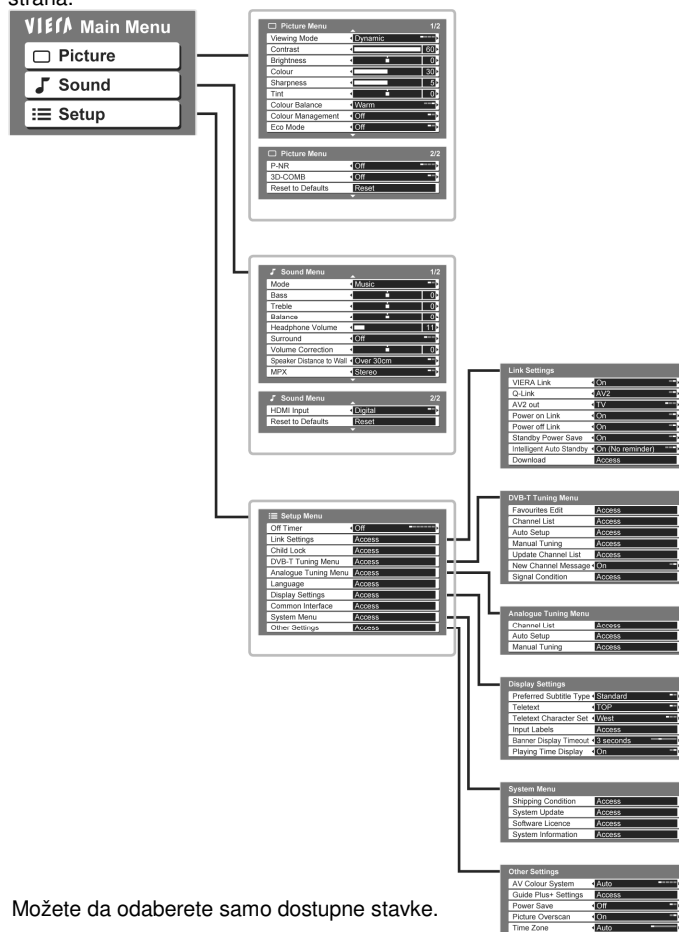 strana.
VIERA Main Menu
Picture
Sound
Setup
Picture Menu 1/2
Viewing Mode Dynamic
Contrast 60
Brightness 0
Colour 30
Sharpness 5
Tint 0
Colour Balance Warm
Colour Management Off
Eco Mode Off
Picture Menu 2/2
P-NR Off
3D-COMB Off
Reset to Defaults Reset
Sound Menu 1/2
Mode Music
Bass 0
Treble 0
Balance 0
Headphone Volume 11
Surround Off
Volume Correction 0
Speaker Distance to Wall Over 30cm
MPX Stereo
Sound Menu 2/2
HDMI Input Digital
Reset to Defaults Reset
Setup Menu
Off Timer Off
Link Settings Access
Child Lock Access
DVB-T Tuning Menu Access
Analogue Tuning Menu Access
Language Access
Display Settings Access
Common Interface Access
System Menu Access
Other Settings Access
Link Settings
VIERA Link On
Q-Link AV2
AV2 out TV
Power on Link On
Power off Link On
Standby Power Save On
Intelligent Auto Standby On (No reminder)
Download Access
DVB-T Tuning Menu
Favourites Edit Access
Channel List Access
Auto Setup Access
Manual Tuning Access
Update Channel List Access
New Channel Message On
Signal Condition Access
Analogue Tuning Menu
Channel List Access
Auto Setup Access
Manual Tuning Access
Display Settings
Preferred Subtitle Type Standard
Teletext TOP
Teletext Character Set West
Input Labels Access
Banner Display Timeout 3 seconds
Playing Time Display On
System Menu
Shipping Condition Access
System Update Access
Software Licence Access
System Information Access
Other Settings
AV Colour System Auto
Guide Plus+ Settings Access
Power Save Off
Picture Overscan On
Time Zone Auto
Možete da odaberete samo dostupne stavke.